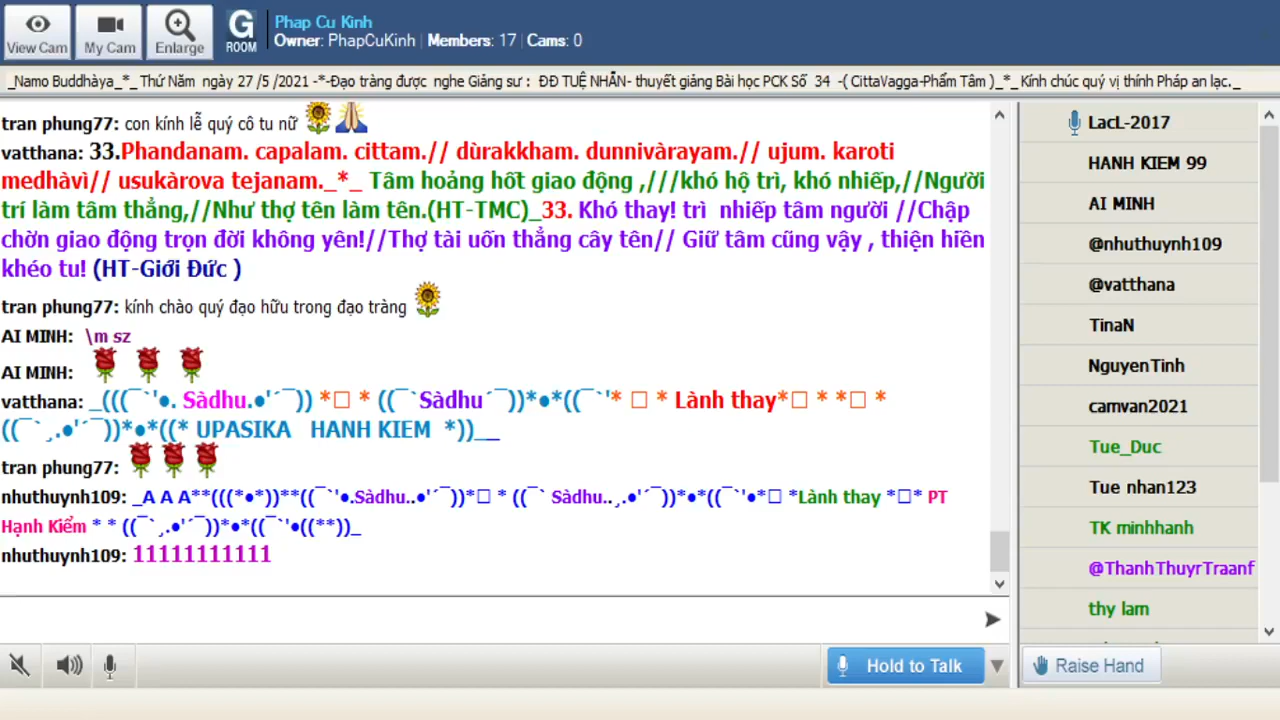 View Cam
My Cam
Enlarge
G
ROOM
Phap Cu Kinh
Owner: PhapCuKinh | Members: 17 | Cams: 0
_Namo Buddhàya_*_ Thứ Năm ngày 27 /5 /2021 -*-Đạo tràng được nghe Giảng sư : ĐĐ TUỆ NHẪN- thuyết giảng Bài học PCK Số 34 -( CittaVagga-Phẩm Tâm )_*_ Kính chúc quý vị thính Pháp an lạc._
tran phung77: con kính lễ quý cô tu nữ
vatthana: 33.Phandanam. capalam. cittam.// dùrakkham. dunnivàrayam.// ujum. karoti
medhàvì// usukàrova tejanam._*_ Tâm hoảng hốt giao động ,///khó hộ trì, khó nhiếp,//Người
trí làm tâm thẳng,//Như thợ tên làm tên.(HT-TMC)_33. Khó thay! trì nhiếp tâm người //Chập
chờn giao động trọn đời không yên!//Thợ tài uốn thẳng cây tên// Giữ tâm cũng vậy , thiện hiền
khéo tu! (HT-Giới Đức )
tran phung77: kính chào quý đạo hữu trong đạo tràng
AI MINH: \m sz
AI MINH:
vatthana: _(((¯`'●. Sàdhu.●'´¯)) *□ * ((¯`Sàdhu´¯))*●*((¯`'* □ * Lành thay*□ * *□ *
((¯`¸.●'´¯))*●*((* UPASIKA HANH KIEM *))__
tran phung77:
nhuthuynh109: _A A A**(((*●*))**((¯`'●.Sàdhu..●'´¯))*□ * ((¯` Sàdhu..¸.●'´¯))*●*((¯`'●*□ *Lành thay *□* PT
Hạnh Kiểm * * ((¯`¸.●'´¯))*●*((¯`'●((**))_
nhuthuynh109: 11111111111
Hold to Talk
LacL-2017
HANH KIEM 99
AI MINH
@nhuthuynh109
@vatthana
TinaN
NguyenTinh
camvan2021
Tue_Duc
Tue nhan123
TK minhhanh
@ThanhThuyrTraanf
thy lam
Raise Hand